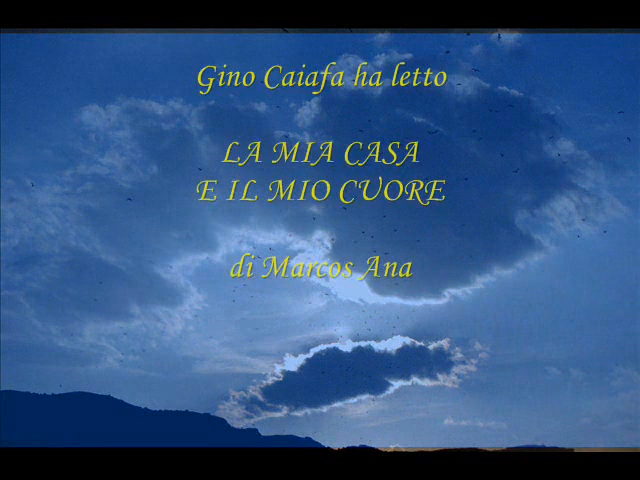 Gino Caiafa ha letto
LA MIA CASA
E IL MIO CUORE
di Marcos Ana